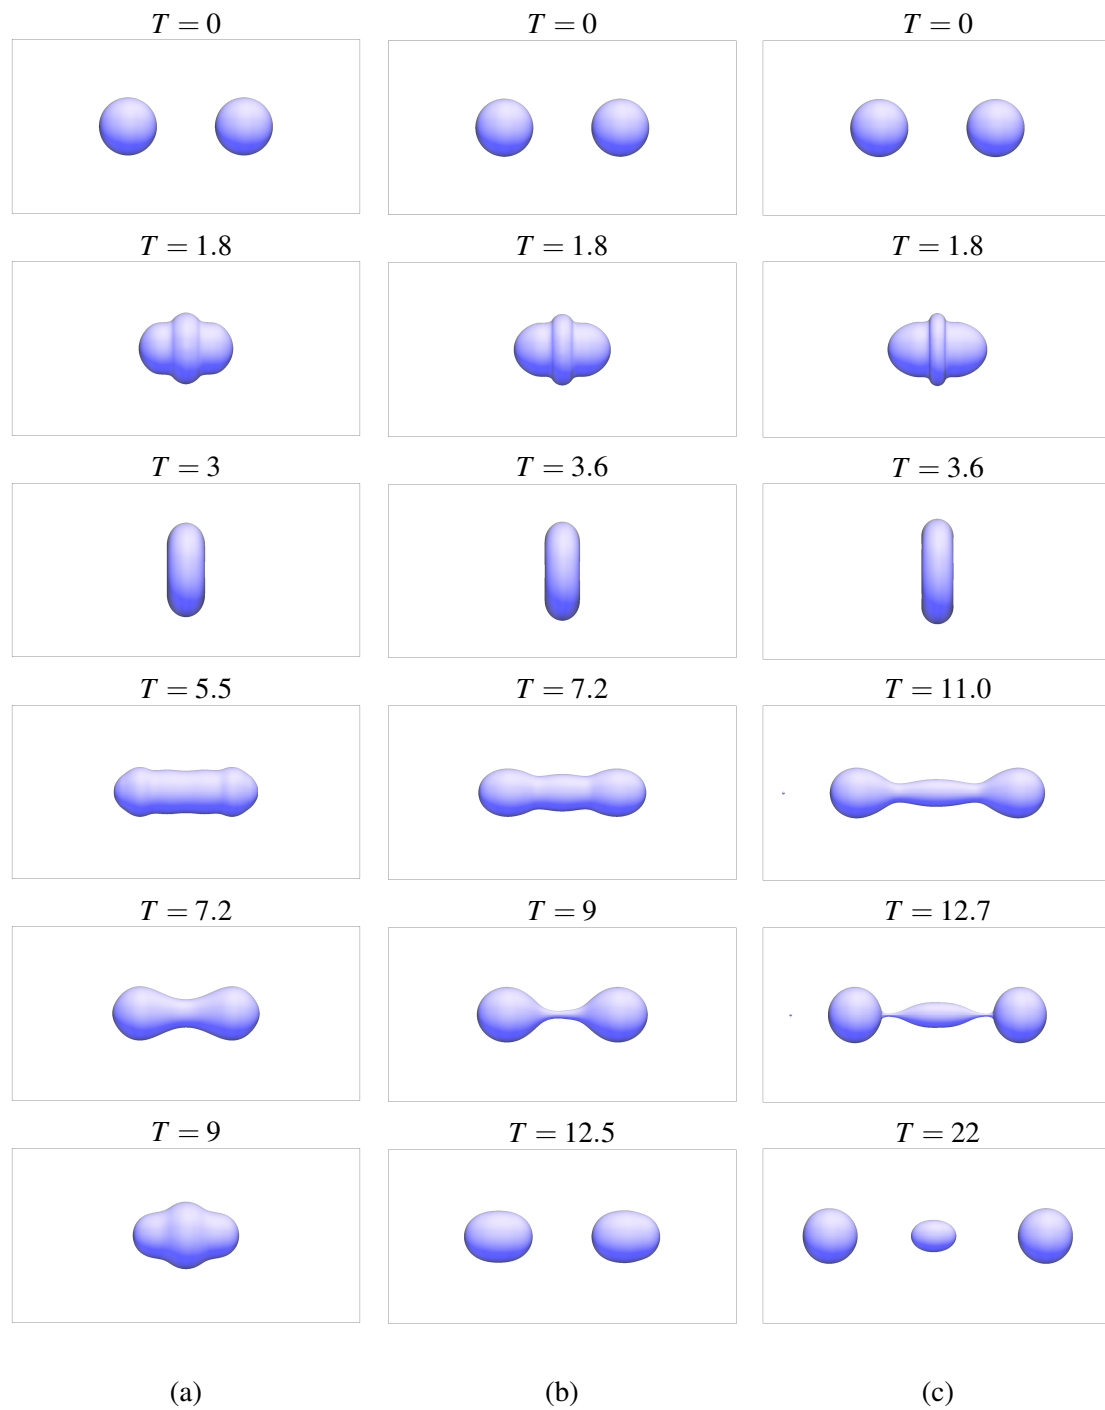 T = 0 T = 0 T = 0
T = 1.8 T = 1.8 T = 1.8
T = 3 T = 3.6 T = 3.6
T = 5.5 T = 7.2 T = 11.0
T = 7.2 T = 9 T = 12.7
T = 9 T = 12.5 T = 22
(a) (b) (c)